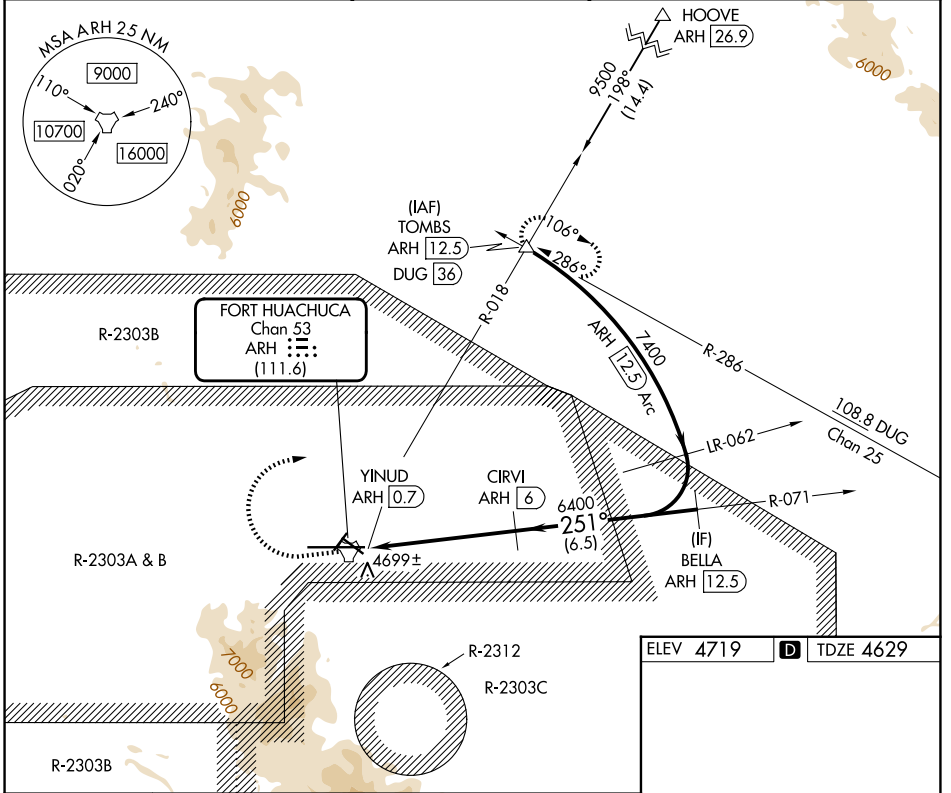 MSA ARH 25 NM
9000
110°
240°
10700
16000
020°
6000
HOOVE
ARH 26.9
6000
9500
198°
(14.4)
(IAF)
TOMBS
ARH 12.5
DUG 36
106°
286°
R-018
R-2303B
FORT HUACHUCA
Chan 53
ARH
(111.6)
7400
ARH 12.5 Arc
R-286
108.8 DUG
Chan 25
LR-062
YINUD
ARH 0.7
CIRVI
ARH 6
6400
251°
(6.5)
R-071
(IF)
BELLA
ARH 12.5
R-2303A & B
4699±
7000
6000
R-2312
R-2303C
R-2303B
ELEV 4719
D
TDZE 4629